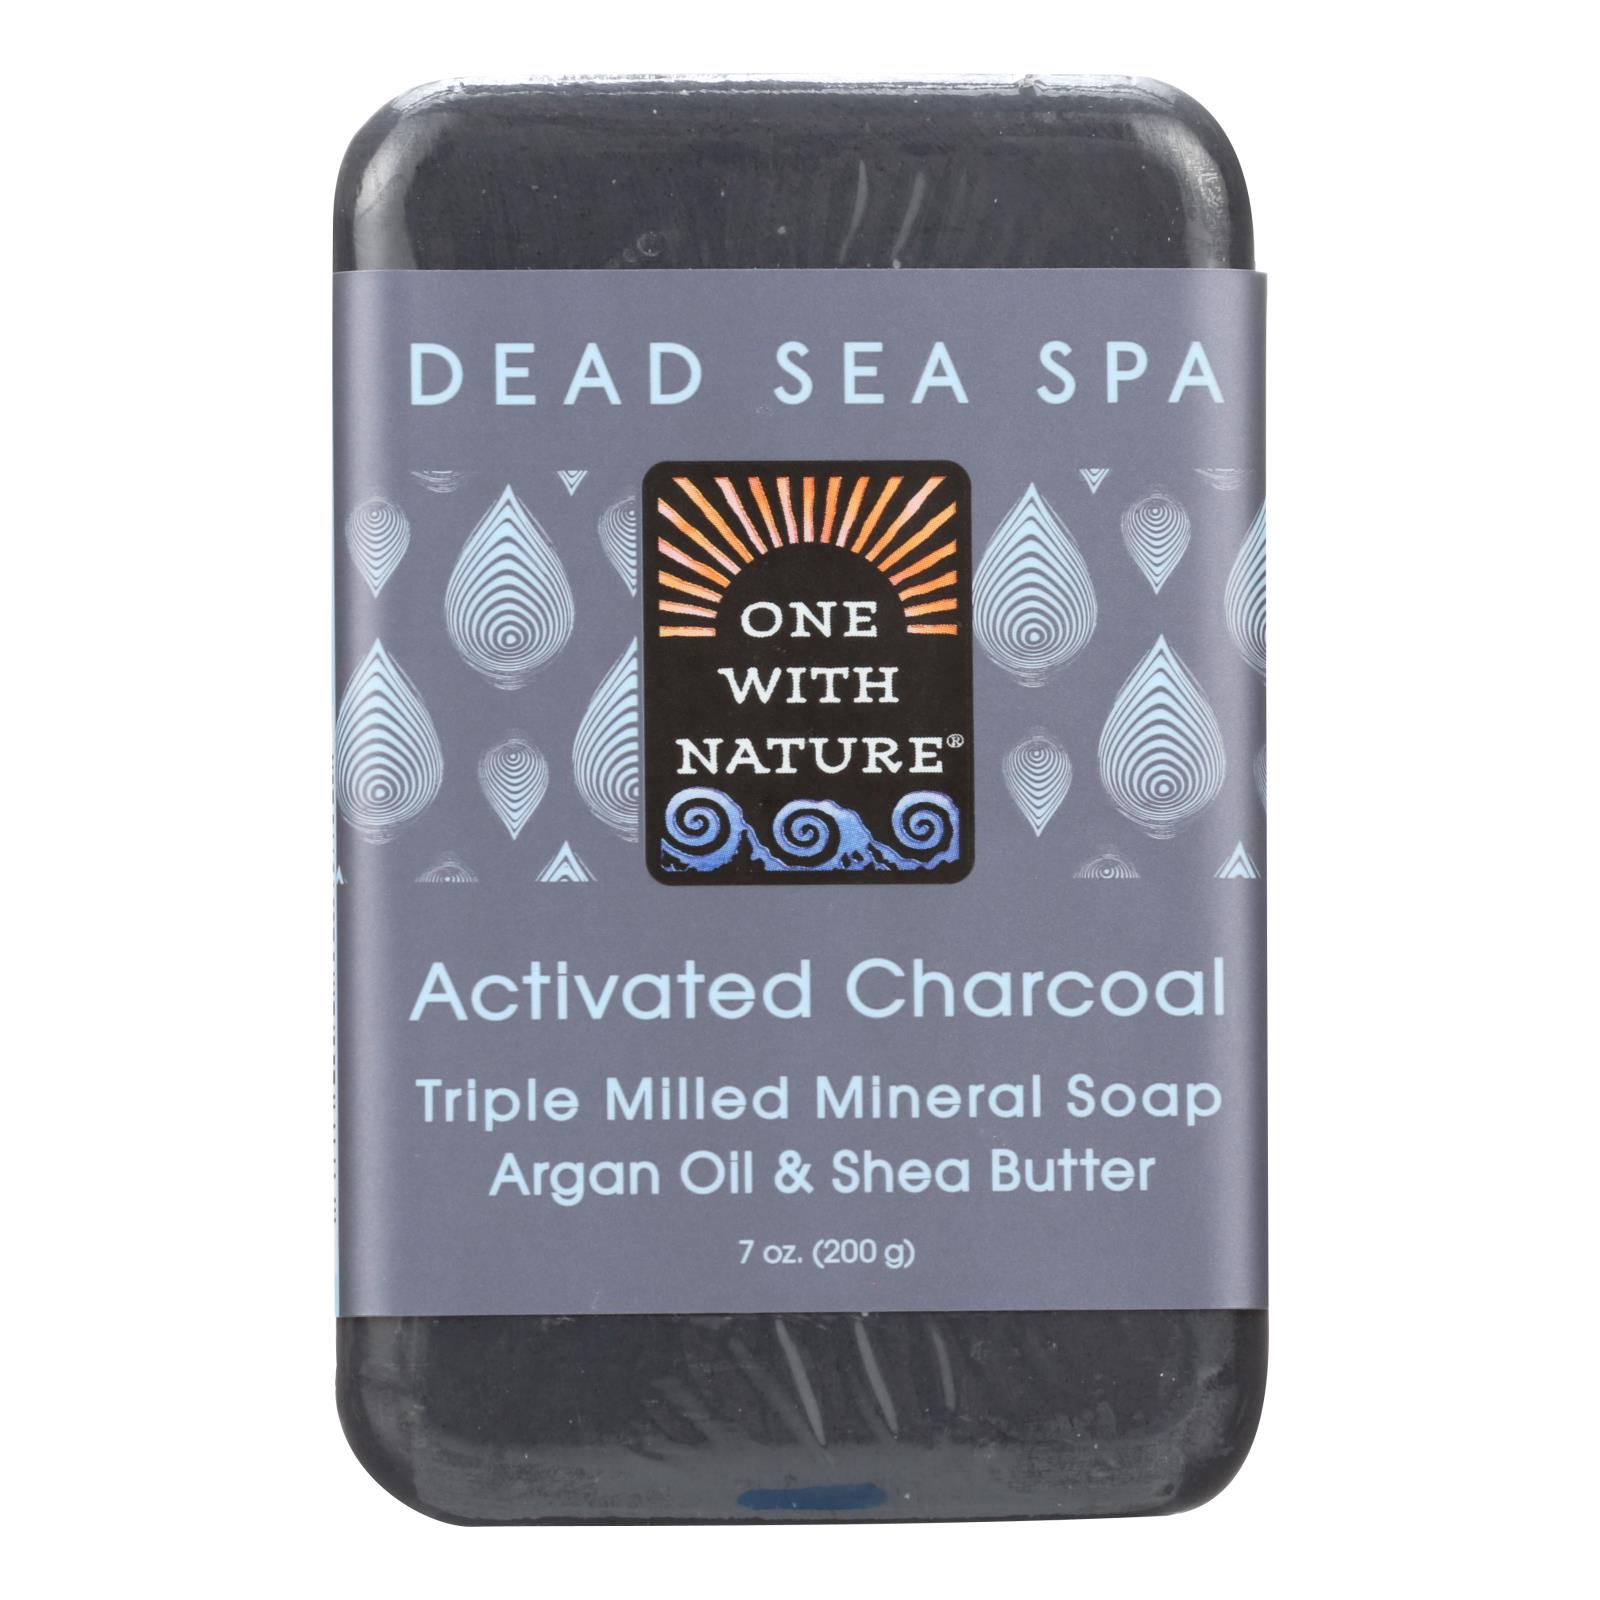 DEAD SEA SPA
ONE
WITH
NATURE®
Activated Charcoal
Triple Milled Mineral Soap
Argan Oil & Shea Butter
7 oz. (200 g)